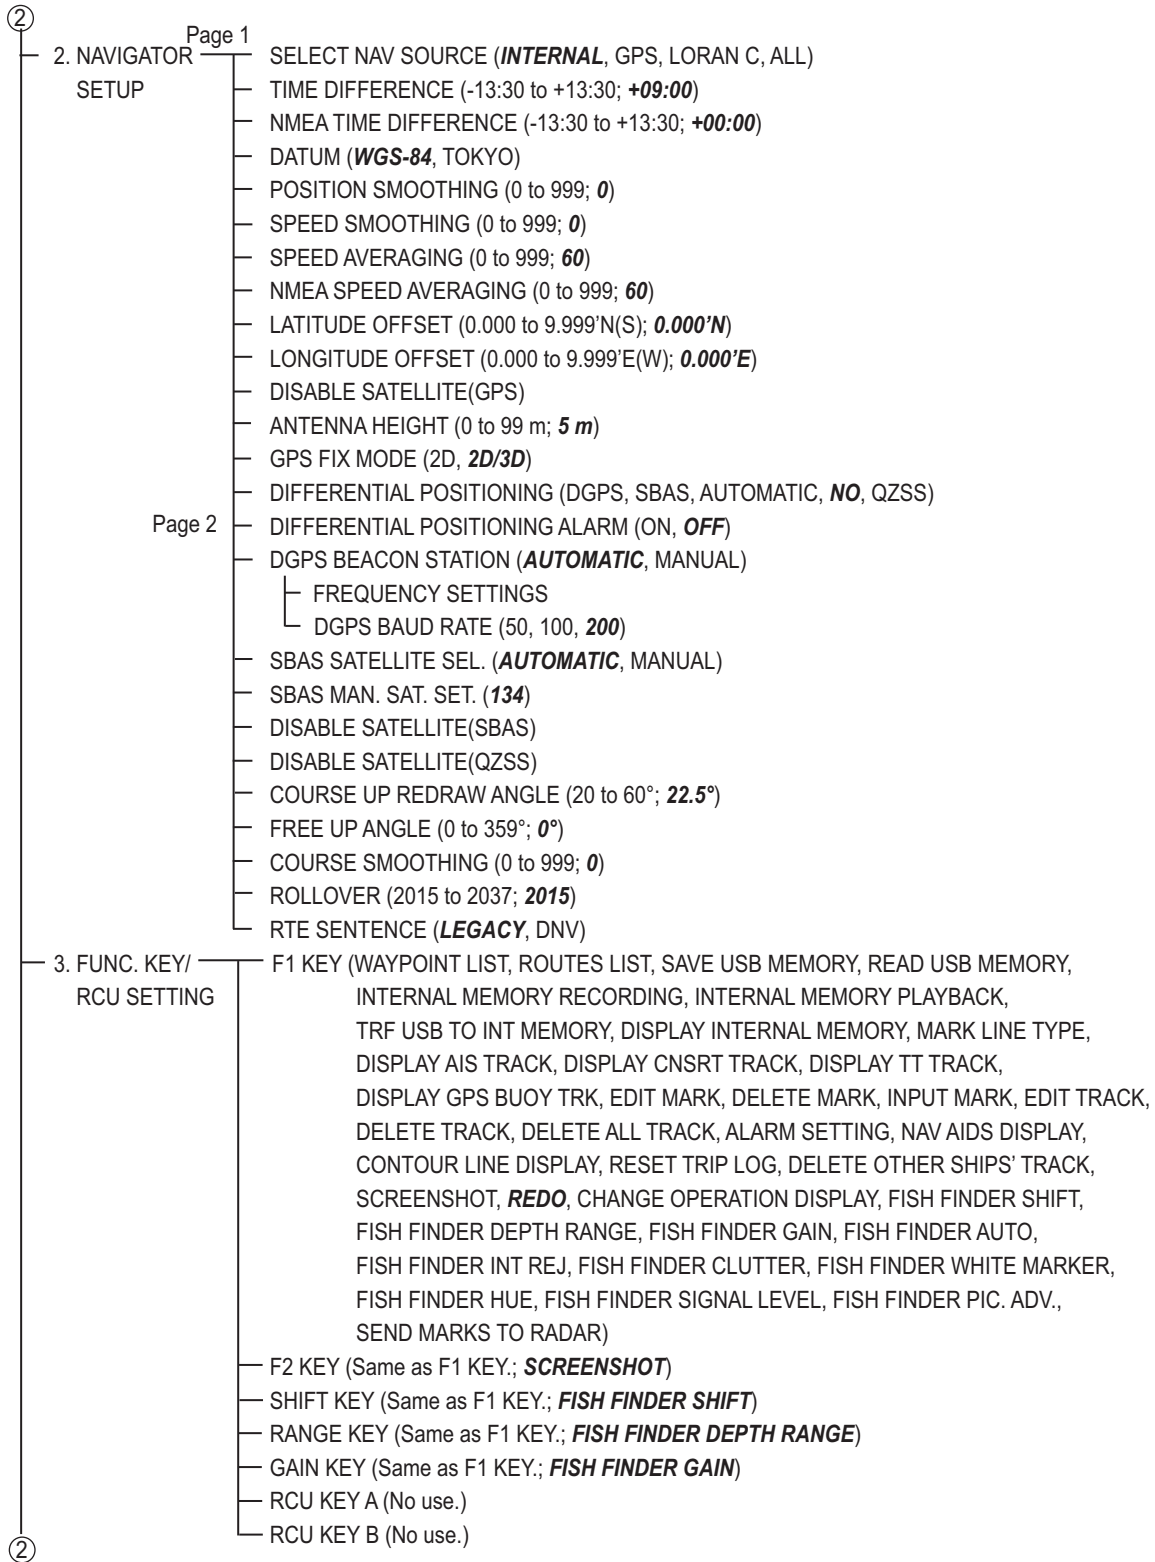 ②
Page 1
2. NAVIGATOR SETUP
SELECT NAV SOURCE (INTERNAL, GPS, LORAN C, ALL)
TIME DIFFERENCE (-13:30 to +13:30; +09:00)
NMEA TIME DIFFERENCE (-13:30 to +13:30; +00:00)
DATUM (WGS-84, TOKYO)
POSITION SMOOTHING (0 to 999; 0)
SPEED SMOOTHING (0 to 999; 0)
SPEED AVERAGING (0 to 999; 60)
NMEA SPEED AVERAGING (0 to 999; 60)
LATITUDE OFFSET (0.000 to 9.999’N(S); 0.000’N)
LONGITUDE OFFSET (0.000 to 9.999’E(W); 0.000’E)
DISABLE SATELLITE(GPS)
ANTENNA HEIGHT (0 to 99 m; 5 m)
GPS FIX MODE (2D, 2D/3D)
DIFFERENTIAL POSITIONING (DGPS, SBAS, AUTOMATIC, NO, QZSS)
Page 2
DIFFERENTIAL POSITIONING ALARM (ON, OFF)
DGPS BEACON STATION (AUTOMATIC, MANUAL)
FREQUENCY SETTINGS
DGPS BAUD RATE (50, 100, 200)
SBAS SATELLITE SEL. (AUTOMATIC, MANUAL)
SBAS MAN. SAT. SET. (134)
DISABLE SATELLITE(SBAS)
DISABLE SATELLITE(QZSS)
COURSE UP REDRAW ANGLE (20 to 60°; 22.5°)
FREE UP ANGLE (0 to 359°; 0°)
COURSE SMOOTHING (0 to 999; 0)
ROLLOVER (2015 to 2037; 2015)
RTE SENTENCE (LEGACY, DNV)
3. FUNC. KEY/ RCU SETTING
F1 KEY (WAYPOINT LIST, ROUTES LIST, SAVE USB MEMORY, READ USB MEMORY,
INTERNAL MEMORY RECORDING, INTERNAL MEMORY PLAYBACK,
TRF USB TO INT MEMORY, DISPLAY INTERNAL MEMORY, MARK LINE TYPE,
DISPLAY AIS TRACK, DISPLAY CNSRT TRACK, DISPLAY TT TRACK,
DISPLAY GPS BUOY TRK, EDIT MARK, DELETE MARK, INPUT MARK, EDIT TRACK,
DELETE TRACK, DELETE ALL TRACK, ALARM SETTING, NAV AIDS DISPLAY,
CONTOUR LINE DISPLAY, RESET TRIP LOG, DELETE OTHER SHIPS’ TRACK,
SCREENSHOT, REDO, CHANGE OPERATION DISPLAY, FISH FINDER SHIFT,
FISH FINDER DEPTH RANGE, FISH FINDER GAIN, FISH FINDER AUTO,
FISH FINDER INT REJ, FISH FINDER CLUTTER, FISH FINDER WHITE MARKER,
FISH FINDER HUE, FISH FINDER SIGNAL LEVEL, FISH FINDER PIC. ADV.,
SEND MARKS TO RADAR)
F2 KEY (Same as F1 KEY.; SCREENSHOT)
SHIFT KEY (Same as F1 KEY.; FISH FINDER SHIFT)
RANGE KEY (Same as F1 KEY.; FISH FINDER DEPTH RANGE)
GAIN KEY (Same as F1 KEY.; FISH FINDER GAIN)
RCU KEY A (No use.)
RCU KEY B (No use.)
②